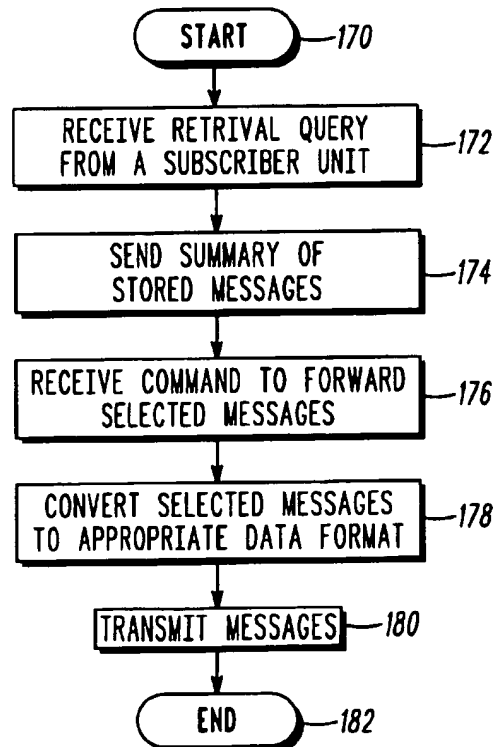 START
170
RECEIVE RETRIVAL QUERY
FROM A SUBSCRIBER UNIT
172
SEND SUMMARY OF
STORED MESSAGES
174
RECEIVE COMMAND TO FORWARD
SELECTED MESSAGES
176
CONVERT SELECTED MESSAGES
TO APPROPRIATE DATA FORMAT
178
TRANSMIT MESSAGES
180
END
182